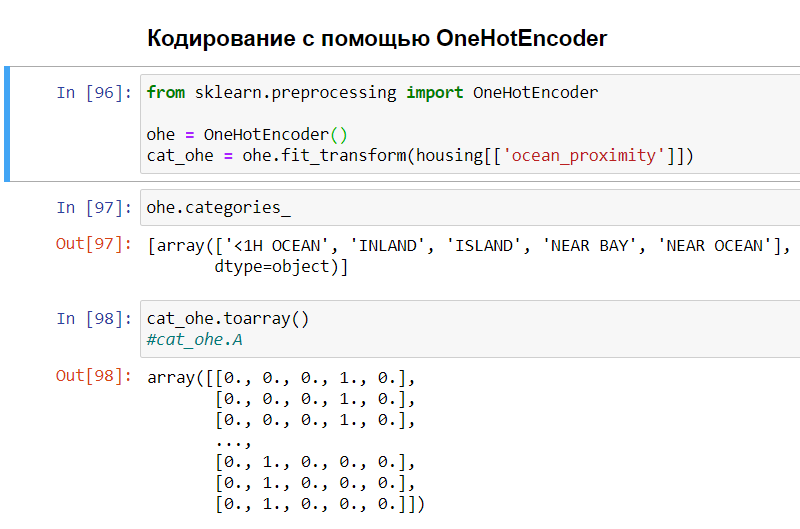 Кодирование с помощью OneHotEncoder
In [96]: from sklearn.preprocessing import OneHotEncoder
ohe = OneHotEncoder()
cat_ohe = ohe.fit_transform(housing[['ocean_proximity']])
In [97]: ohe.categories_
Out[97]: [array(['<1H OCEAN', 'INLAND', 'ISLAND', 'NEAR BAY', 'NEAR OCEAN'],
dtype=object)]
In [98]: cat_ohe.toarray()
#cat_ohe.A
Out[98]: array([[0., 0., 0., 1., 0.],
[0., 0., 0., 1., 0.],
[0., 0., 0., 1., 0.],
...,
[0., 1., 0., 0., 0.],
[0., 1., 0., 0., 0.],
[0., 1., 0., 0., 0.]])